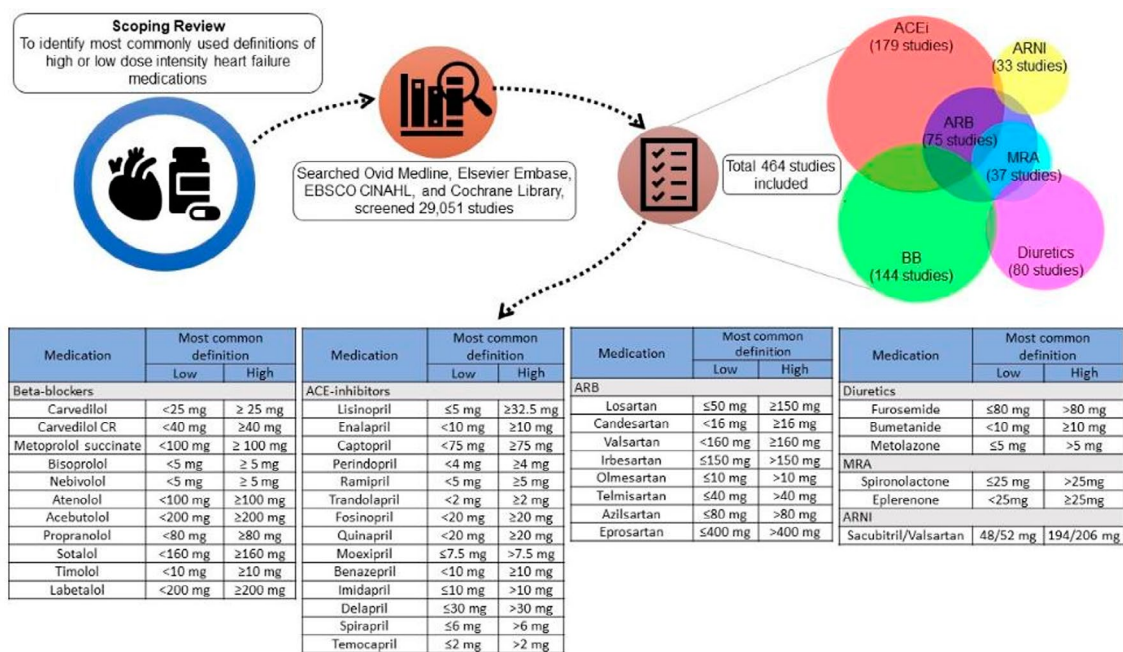 Scoping Review
To identify most commonly used definitions of
high or low dose intensity heart failure
medications
Searched Ovid Medline, Elsevier Embase,
EBSCO CINAHL, and Cochrane Library,
screened 29,051 studies
Total 464 studies
included
ACEi
(179 studies)
ARNI
(33 studies)
ARB
(75 studies)
MRA
(37 studies)
BB
(144 studies)
Diuretics
(80 studies)
Medication Most common
definition
Low High
Beta-blockers
Carvedilol <25 mg ≥ 25 mg
Carvedilol CR <40 mg ≥40 mg
Metoprolol succinate <100 mg ≥ 100 mg
Bisoprolol <5 mg ≥ 5 mg
Nebivolol <5 mg ≥ 5 mg
Atenolol <100 mg ≥100 mg
Acebutolol <200 mg ≥200 mg
Propranolol <80 mg ≥80 mg
Sotalol <160 mg ≥160 mg
Timolol <10 mg ≥10 mg
Labetalol <200 mg ≥200 mg
Medication Most common
definition
Low High
ACE-inhibitors
Lisinopril ≤5 mg ≥32.5 mg
Enalapril <10 mg ≥10 mg
Captopril <75 mg ≥75 mg
Perindopril <4 mg ≥4 mg
Ramipril <5 mg ≥5 mg
Trandolapril <2 mg ≥2 mg
Fosinopril <20 mg ≥20 mg
Quinapril <20 mg ≥20 mg
Moexipril ≤7.5 mg >7.5 mg
Benazepril <10 mg ≥10 mg
Imidapril ≤10 mg >10 mg
Delapril ≤30 mg >30 mg
Spirapril ≤6 mg >6 mg
Temocapril ≤2 mg >2 mg
Medication Most common
definition
Low High
ARB
Losartan ≤50 mg ≥150 mg
Candesartan <16 mg ≥16 mg
Valsartan <160 mg ≥160 mg
Irbesartan ≤150 mg >150 mg
Olmesartan ≤10 mg >10 mg
Telmisartan ≤40 mg >40 mg
Azilsartan ≤80 mg >80 mg
Eprosartan ≤400 mg >400 mg
Medication Most common
definition
Low High
Diuretics
Furosemide ≤80 mg >80 mg
Bumetanide <10 mg ≥10 mg
Metolazone ≤5 mg >5 mg
MRA
Spironolactone ≤25 mg >25mg
Eplerenone <25mg ≥25mg
ARNI
Sacubitril/Valsartan 48/52 mg 194/206 mg